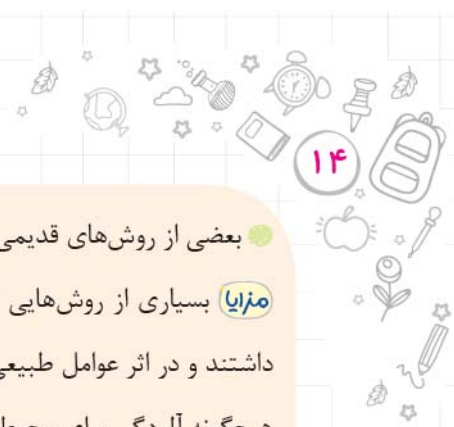 ۱۴
بعضی از روش‌های قدیمی
مزایا بسیاری از روش‌هایی
داشتند و در اثر عوامل طبیعی